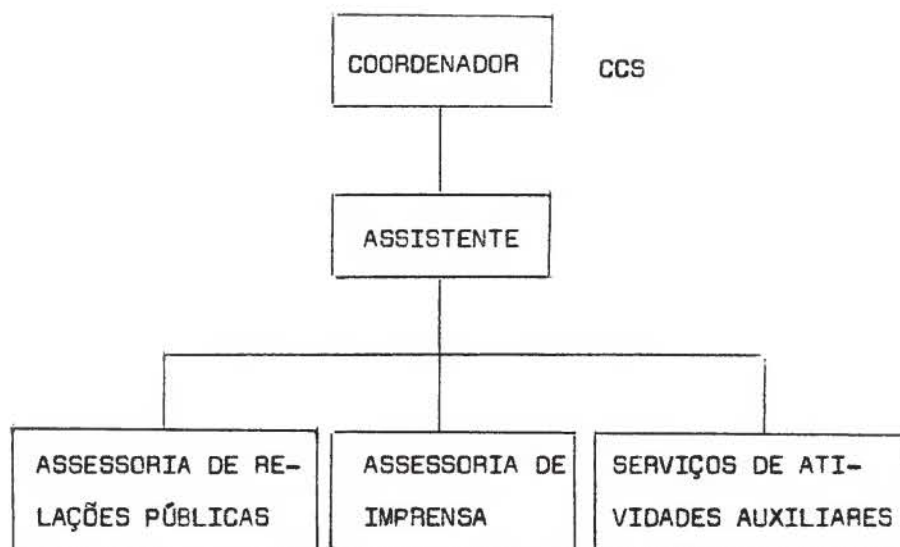 COORDENADOR CCS
ASSISTENTE
ASSESSORIA DE RE-
LAÇÕES PÚBLICAS
ASSESSORIA DE
IMPRENSA
SERVIÇOS DE ATI-
VIDADES AUXILIARES